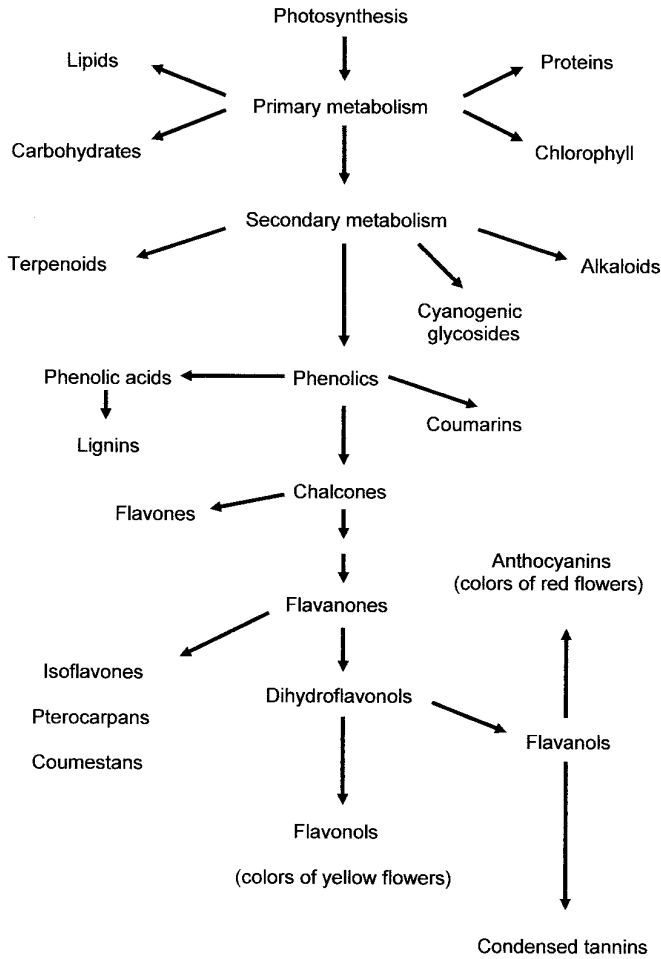 Photosynthesis
Lipids
Proteins
Primary metabolism
Carbohydrates
Chlorophyll
Secondary metabolism
Terpenoids
Alkaloids
Cyanogenic
glycosides
Phenolic acids
Phenolics
Coumarins
Lignins
Chalcones
Flavones
Anthocyanins
(colors of red flowers)
Flavanones
Isoflavones
Dihydroflavonols
Pterocarpans
Flavanols
Coumestans
Flavonols
(colors of yellow flowers)
Condensed tannins